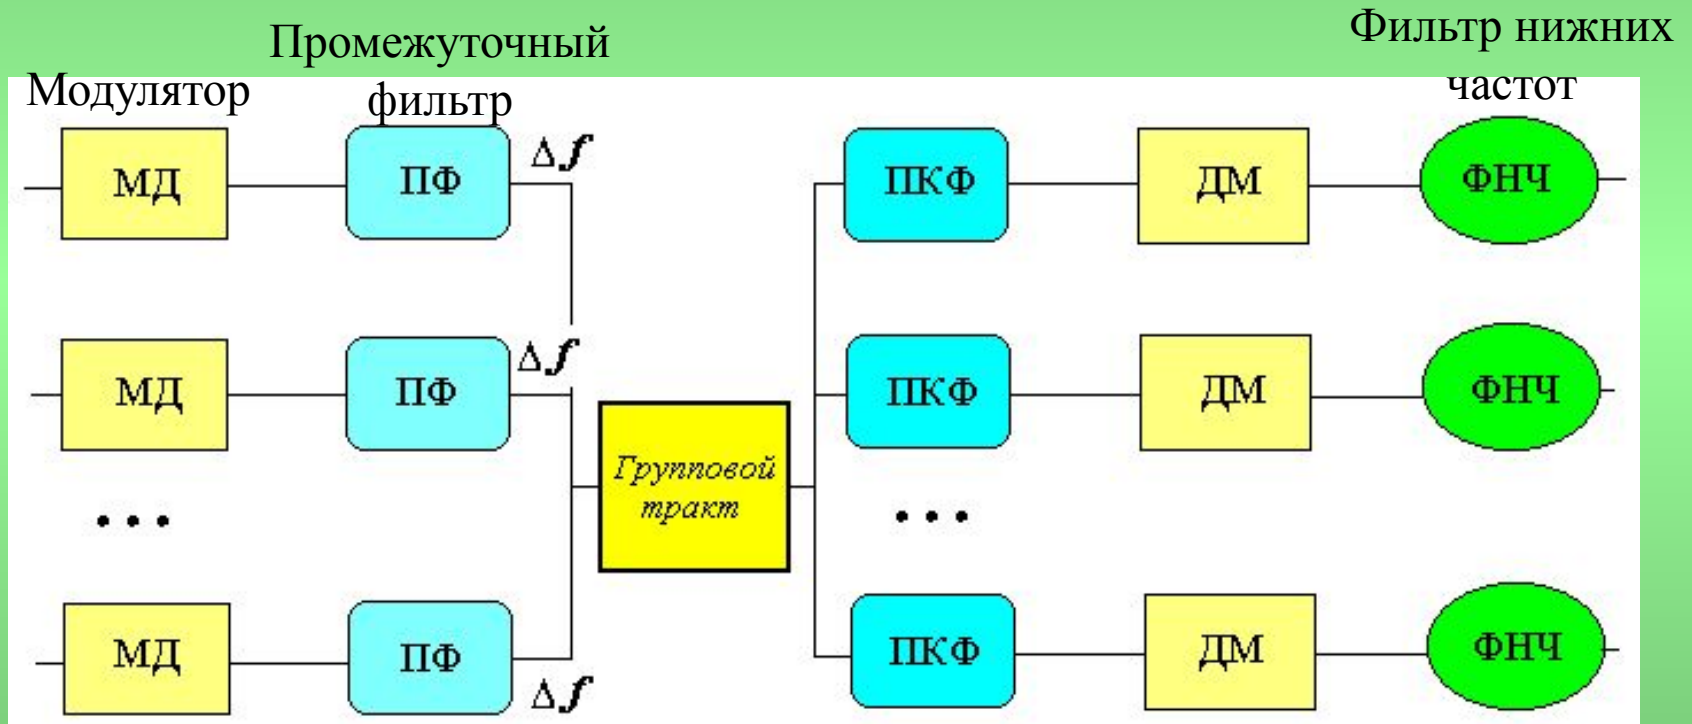 Промежуточный
фильтр
Фильтр нижних
частот
Модулятор
МД
ПФ
Δf
ПКФ
ДМ
ФНЧ
МД
ПФ
Δf
ПКФ
ДМ
ФНЧ
Групповой
тракт
• • •
• • •
МД
ПФ
Δf
ПКФ
ДМ
ФНЧ